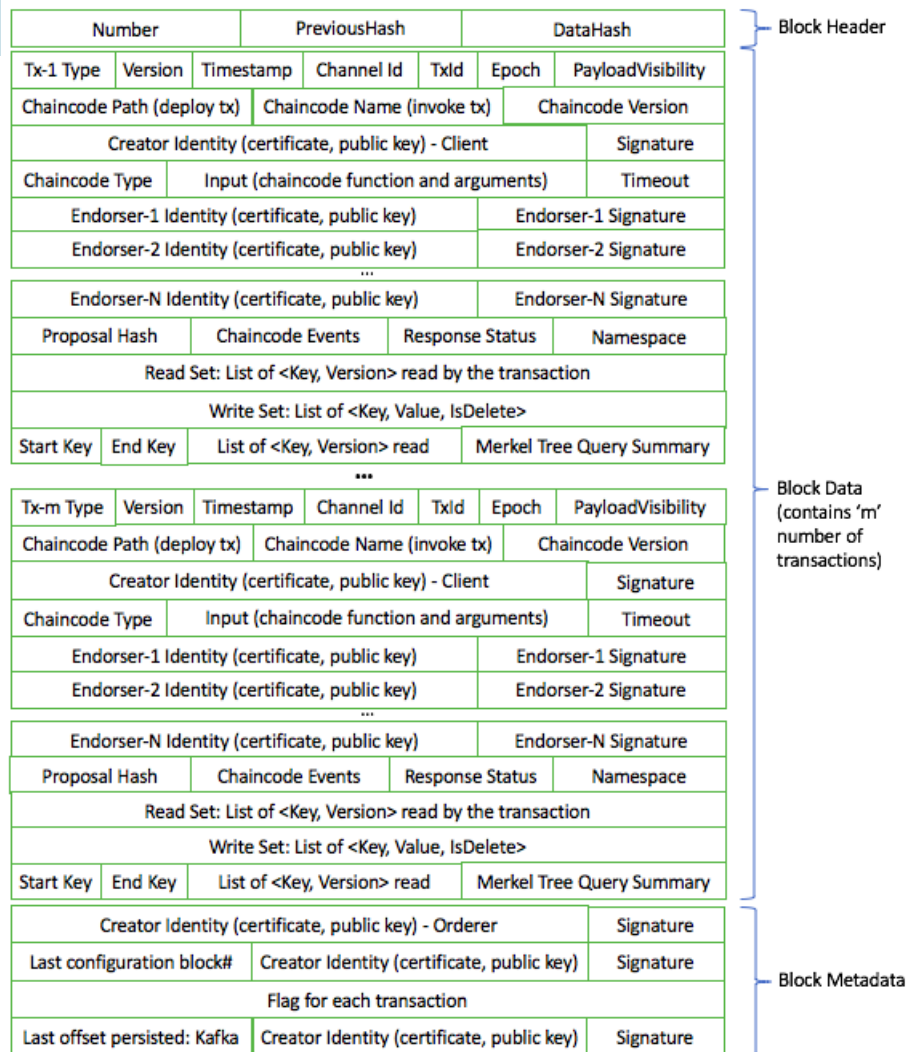 Number PreviousHash DataHash
Block Header
Tx-1 Type Version Timestamp Channel Id TxId Epoch PayloadVisibility
Chaincode Path (deploy tx) Chaincode Name (invoke tx) Chaincode Version
Creator Identity (certificate, public key) - Client Signature
Chaincode Type Input (chaincode function and arguments) Timeout
Endorser-1 Identity (certificate, public key) Endorser-1 Signature
Endorser-2 Identity (certificate, public key) Endorser-2 Signature
...
Endorser-N Identity (certificate, public key) Endorser-N Signature
Proposal Hash Chaincode Events Response Status Namespace
Read Set: List of <Key, Version> read by the transaction
Write Set: List of <Key, Value, IsDelete>
Start Key End Key List of <Key, Version> read Merkel Tree Query Summary
...
Tx-m Type Version Timestamp Channel Id TxId Epoch PayloadVisibility
Chaincode Path (deploy tx) Chaincode Name (invoke tx) Chaincode Version
Creator Identity (certificate, public key) - Client Signature
Chaincode Type Input (chaincode function and arguments) Timeout
Endorser-1 Identity (certificate, public key) Endorser-1 Signature
Endorser-2 Identity (certificate, public key) Endorser-2 Signature
...
Endorser-N Identity (certificate, public key) Endorser-N Signature
Proposal Hash Chaincode Events Response Status Namespace
Read Set: List of <Key, Version> read by the transaction
Write Set: List of <Key, Value, IsDelete>
Start Key End Key List of <Key, Version> read Merkel Tree Query Summary
Block Data
(contains ‘m’
number of
transactions)
Creator Identity (certificate, public key) - Orderer Signature
Last configuration block# Creator Identity (certificate, public key) Signature
Flag for each transaction
Last offset persisted: Kafka Creator Identity (certificate, public key) Signature
Block Metadata